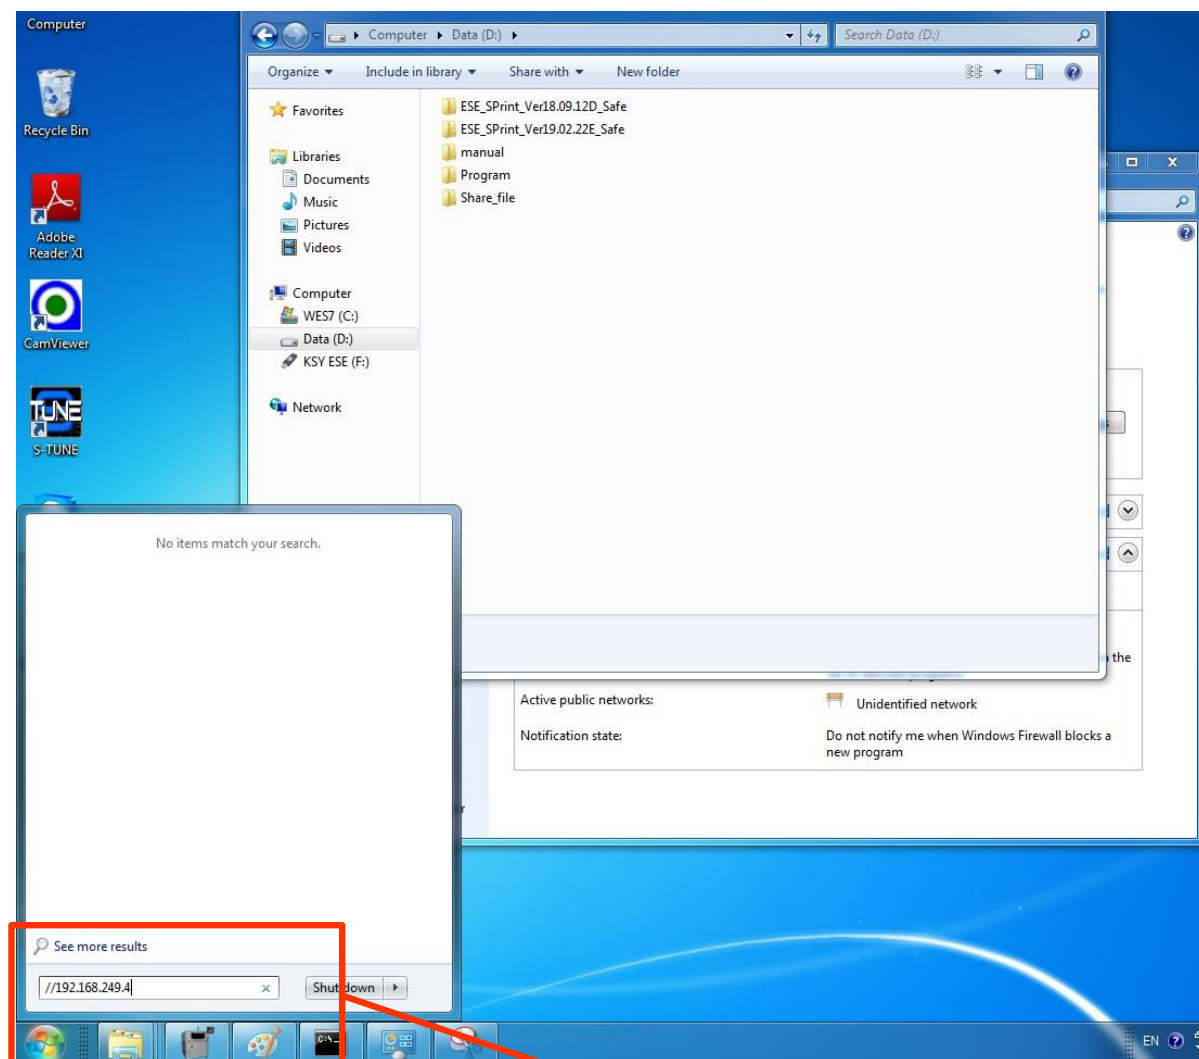 Computer
Recycle Bin
Adobe
Reader XI
CamViewer
TUNE
S-TUNE
Computer Data (D:)
Search Data (D:)
Organize
Include in library
Share with
New folder
Favorites
Libraries
Documents
Music
Pictures
Videos
Computer
WES7 (C:)
Data (D:)
KSY ESE (F:)
Network
ESE_SPrint_Ver18.09.12D_Safe
ESE_SPrint_Ver19.02.22E_Safe
manual
Program
Share_file
the
Active public networks:
Unidentified network
Notification state:
Do not notify me when Windows Firewall blocks a
new program
No items match your search.
See more results
//192.168.249.4
Shut down
C:\_
EN